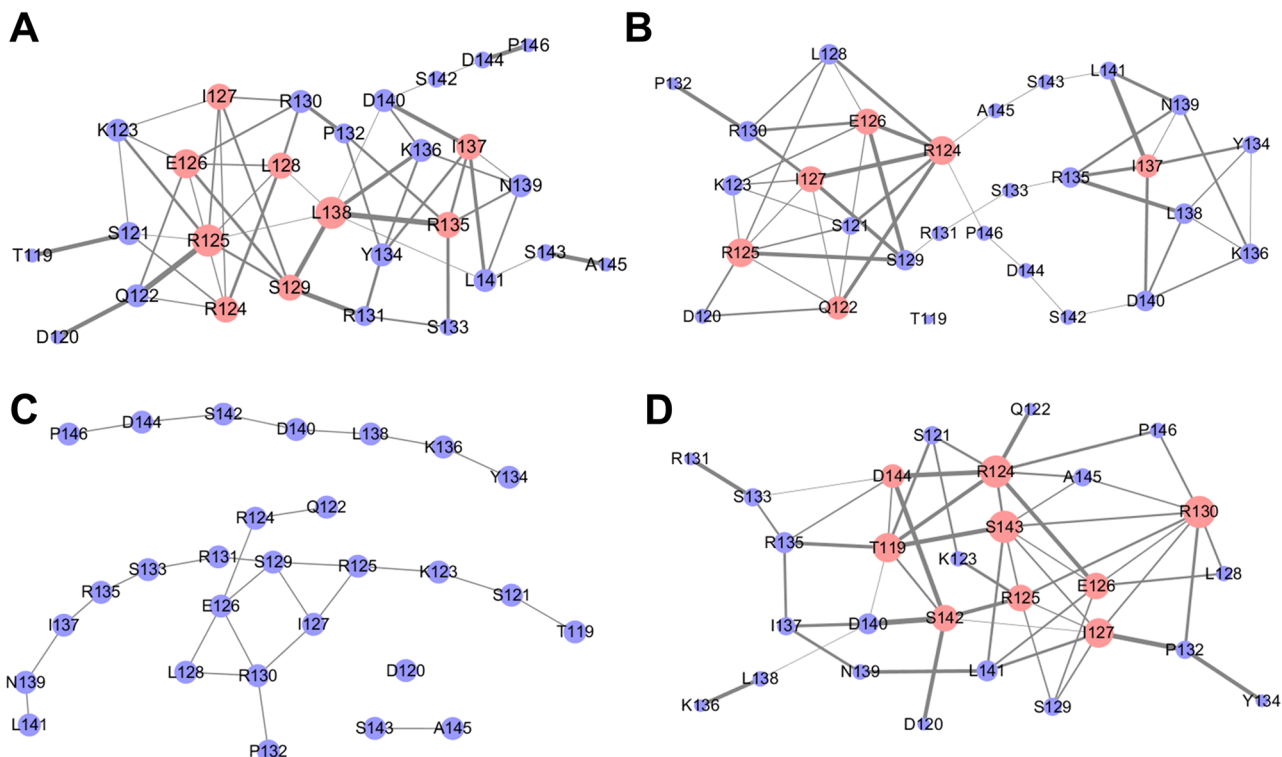 A
P146
D144
S142
I127
R130
D140
K123
P132
K136
I137
E126
L128
N139
L138
R135
S121
R125
T119
Y134
S143
A145
L141
Q122
S129
R124
R131
S133
D120
B
L128
P132
S143
L141
A145
N139
R130
E126
R124
Y134
I137
K123
I127
R135
S133
L138
S121
R131
P146
R125
S129
K136
D144
D120
Q122
T119
S142
D140
C
P146
D144
S142
D140
L138
K136
Y134
Q122
R124
R131
S129
R125
S133
K123
R135
S121
E126
I127
I137
T119
L128
R130
D120
N139
L141
S143
A145
P132
D
Q122
S121
P146
R131
D144
R124
A145
S133
R130
S143
R135
T119
K123
L128
E126
R125
I137
D140
S142
I127
P132
L138
N139
L141
K136
S129
Y134
D120